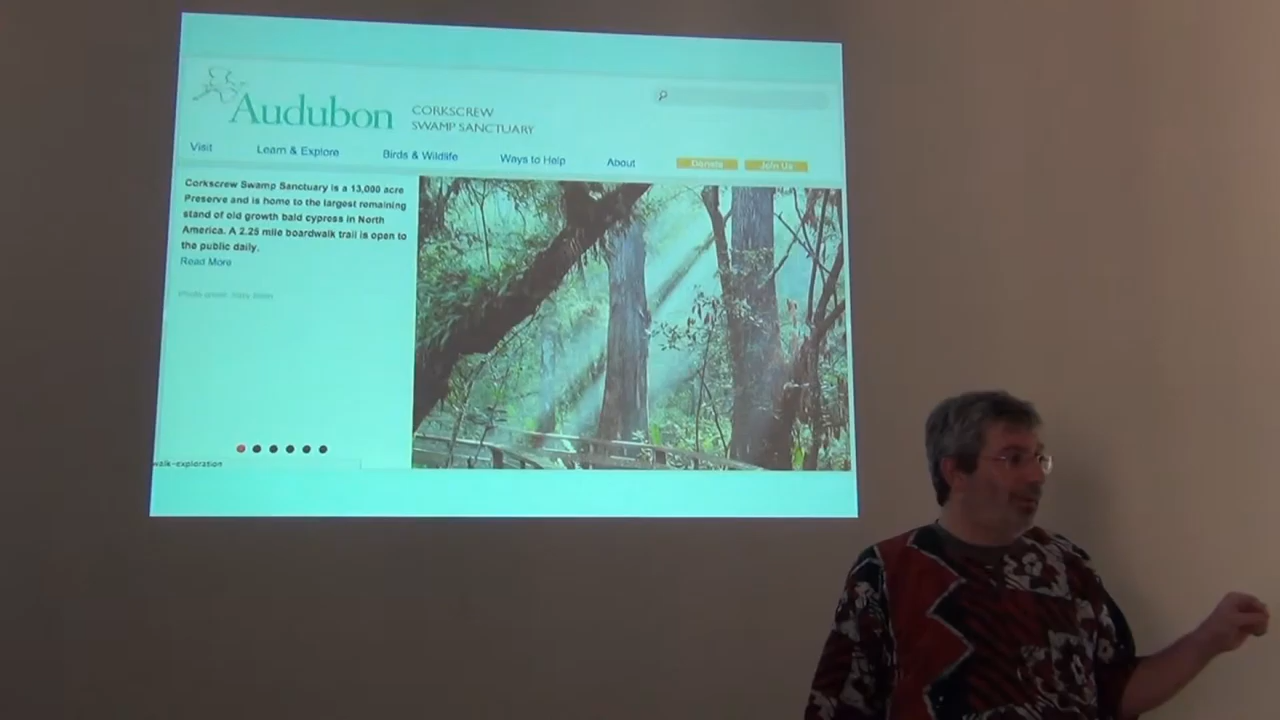 Audubon
CORKSCREW
SWAMP SANCTUARY
Visit
Learn & Explore
Birds & Wildlife
Ways to Help
About
Donate
Join Us
Corkscrew Swamp Sanctuary is a 13,000 acre
Preserve and is home to the largest remaining
stand of old growth bald cypress in North
America. A 2.25 mile boardwalk trail is open to
the public daily.
Read More
walk-exploration